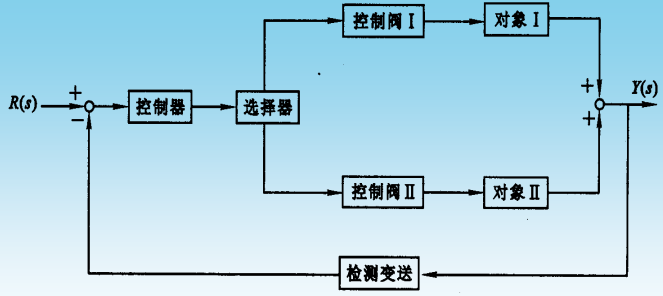 控制阀 I
对象 I
R(s)
+
−
控制器
选择器
+
+
Y(s)
控制阀 II
对象 II
检测变送